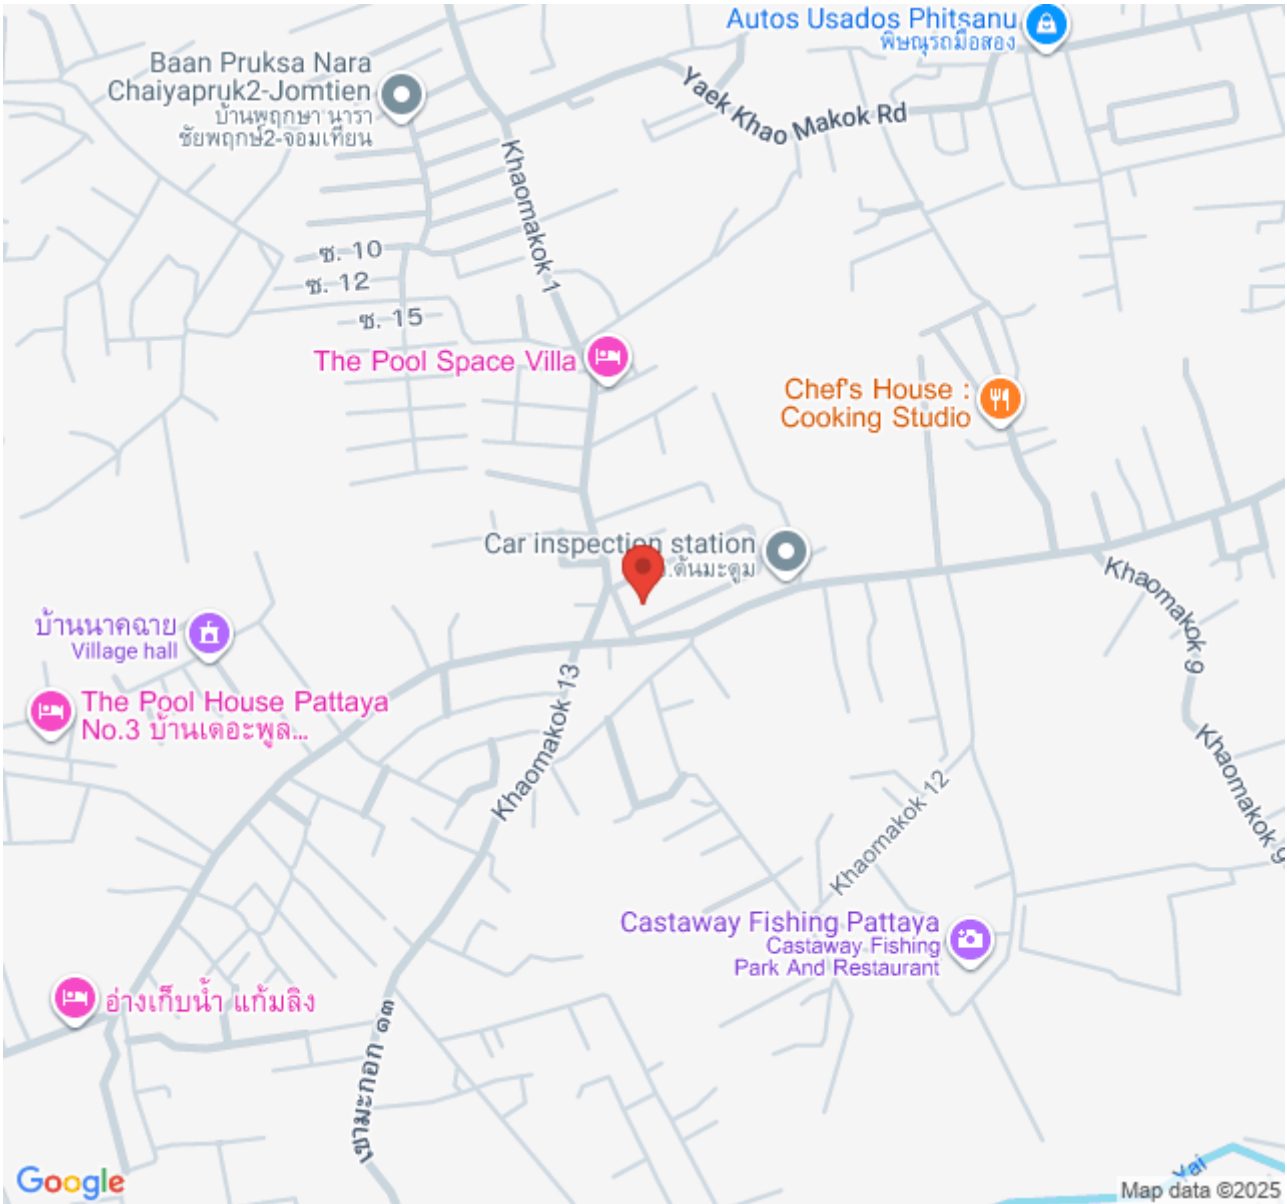 Autos Usados Phitsanu
พิษณุรถมือสอง
Baan Pruksa Nara
Chaiyapruk2-Jomtien
บ้านพฤกษา นารา
ชัยพฤกษ์2-จอมเทียน
Yaek Khao Makok Rd
Khaomakok 1
ซ. 10
ซ. 12
ซ. 15
The Pool Space Villa
Chef's House :
Cooking Studio
Car inspection station
.ต้นมะตูม
Khaomakok 9
บ้านนาคฉาย
Village hall
The Pool House Pattaya
No.3 บ้านเดอะพูล...
Khaomakok 13
Khaomakok 9
Khaomakok 12
Castaway Fishing Pattaya
Castaway Fishing
Park And Restaurant
อ่างเก็บน้ำ แก้มลิง
เขามะกอก ๑๓
Yai
Google
Map data ©2025